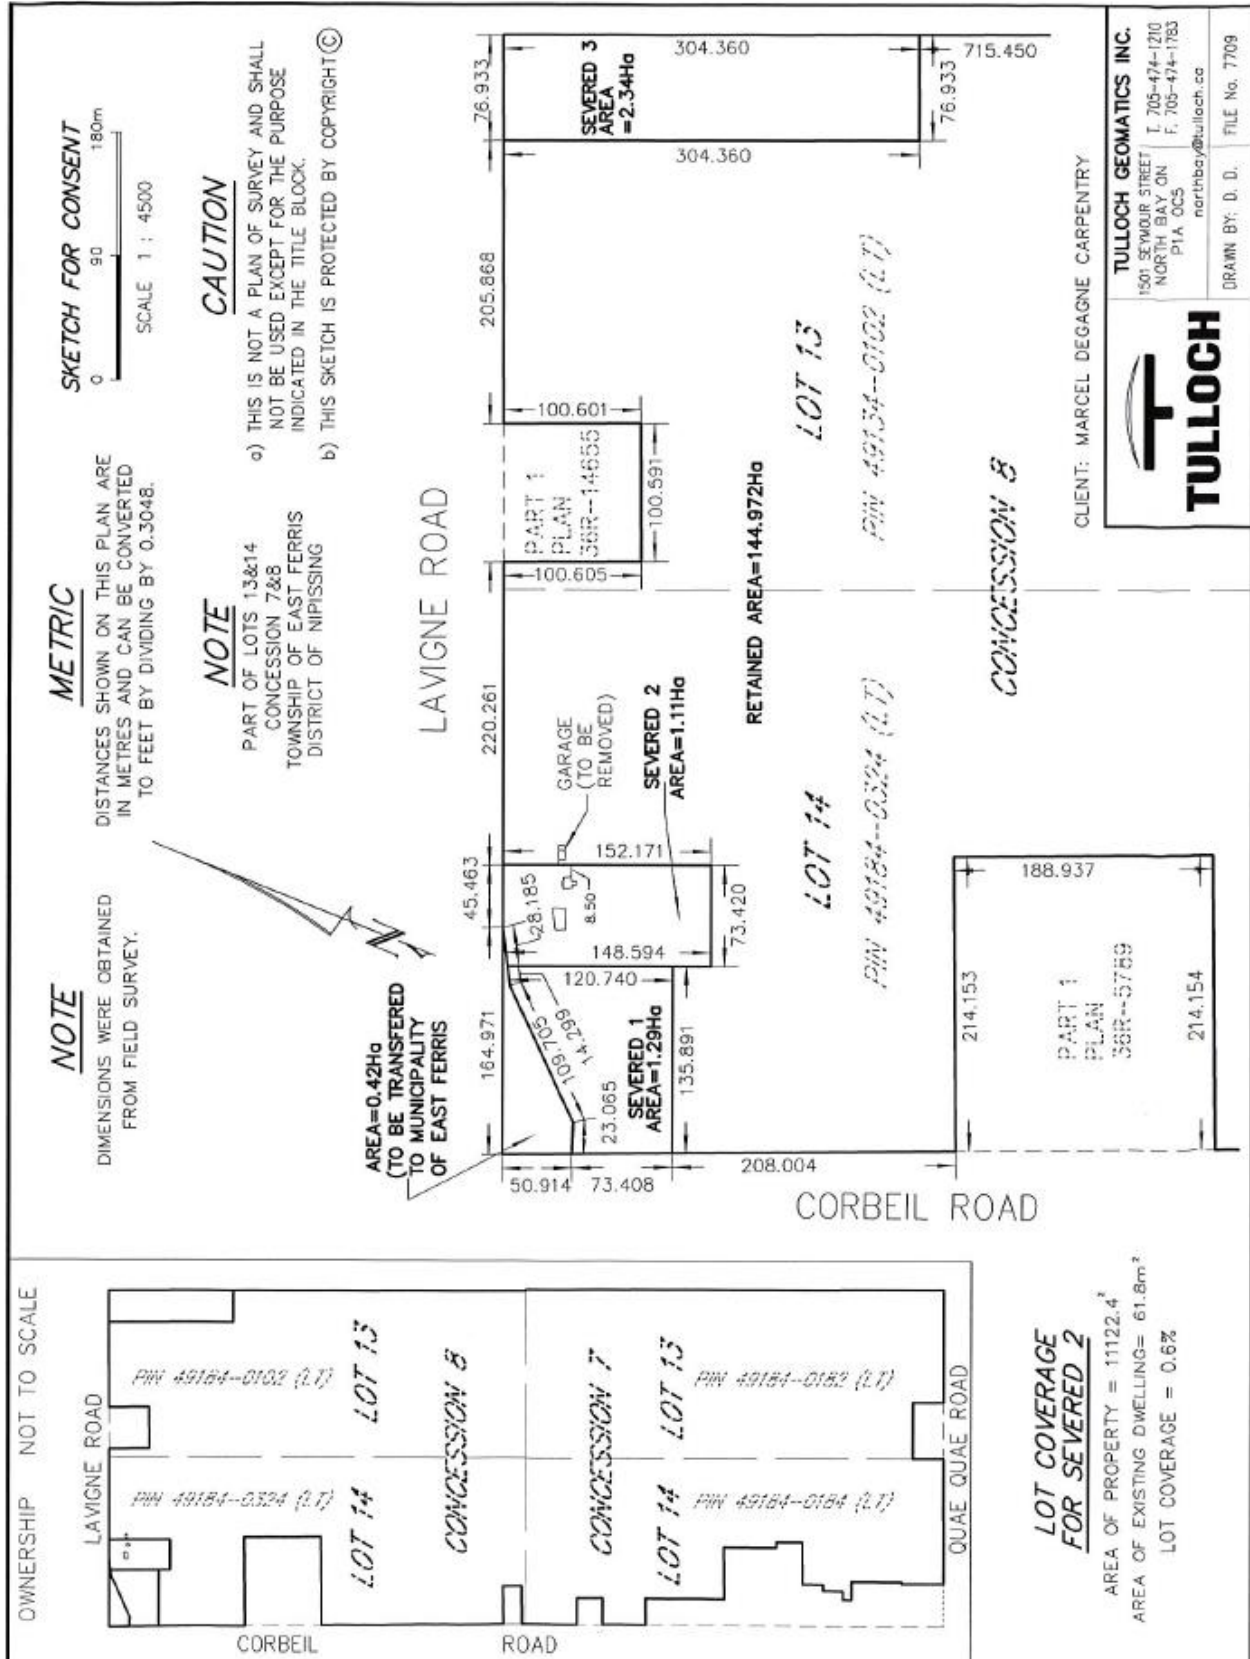 SKETCH FOR CONSENT
0 90 180m
SCALE 1 : 4500
CAUTION
a) THIS IS NOT A PLAN OF SURVEY AND SHALL
NOT BE USED EXCEPT FOR THE PURPOSE
INDICATED IN THE TITLE BLOCK.
b) THIS SKETCH IS PROTECTED BY COPYRIGHT ©
METRIC
DISTANCES SHOWN ON THIS PLAN ARE
IN METRES AND CAN BE CONVERTED
TO FEET BY DIVIDING BY 0.3048.
NOTE
PART OF LOTS 13&14
CONCESSION 7&8
TOWNSHIP OF EAST FERRIS
DISTRICT OF NIPISSING
NOTE
DIMENSIONS WERE OBTAINED
FROM FIELD SURVEY.
N
LAVIGNE ROAD
AREA=0.42Ha
(TO BE TRANSFERED
TO MUNICIPALITY
OF EAST FERRIS
164.971
45.463
220.261
205.868
76.933
50.914
73.408
208.004
23.065
109.705
14.299
28.185
8.50
120.740
148.594
152.171
135.891
73.420
SEVERED 1
AREA=1.29Ha
GARAGE
(TO BE
REMOVED)
SEVERED 2
AREA=1.11Ha
100.605
PART 1
PLAN
36R-14655
100.591
100.601
SEVERED 3
AREA
=2.34Ha
304.360
304.360
76.933
715.450
RETAINED AREA=144.972Ha
LOT 14
PIN 49184-0324 (LT)
LOT 13
PIN 49134-0102 (LT)
CONCESSION 8
214.153
188.937
214.154
PART 1
PLAN
36R-5789
CORBEIL ROAD
CLIENT: MARCEL DEGAGNE CARPENTRY
TULLOCH
TULLOCH GEOMATICS INC.
1501 SEYMOUR STREET
NORTH BAY ON
P1A 0C5
T. 705-474-1210
F. 705-474-1783
northbay@tulloch.ca
DRAWN BY: D. D.
FILE No. 7709
OWNERSHIP NOT TO SCALE
LAVIGNE ROAD
PIN 49184-0324 (LT)
PIN 49184-0102 (LT)
LOT 14
LOT 13
CONCESSION 8
CONCESSION 7
LOT 14
LOT 13
PIN 49184-0184 (LT)
PIN 49184-0182 (LT)
CORBEIL ROAD
QUAE QUAE ROAD
LOT COVERAGE
FOR SEVERED 2
AREA OF PROPERTY = 11122.4²
AREA OF EXISTING DWELLING= 61.8m²
LOT COVERAGE = 0.6%